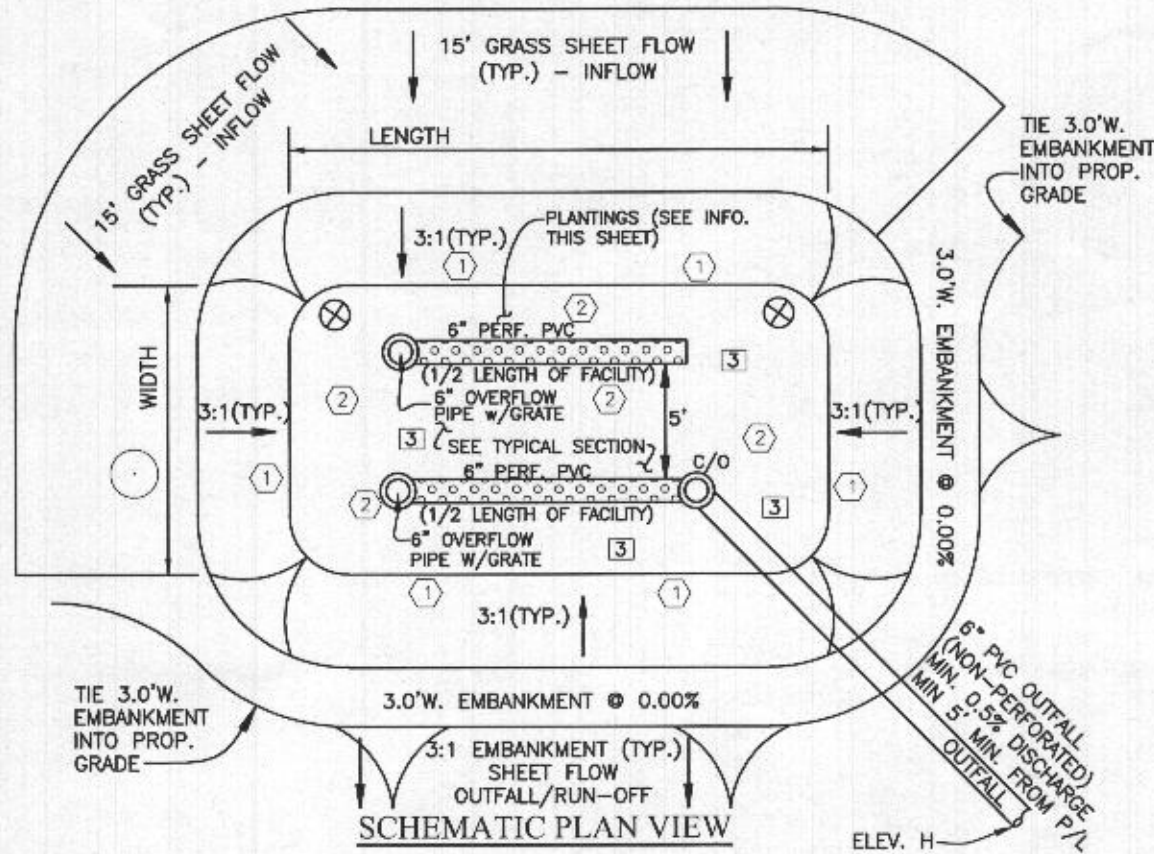 15' GRASS SHEET FLOW
(TYP.) - INFLOW
15' GRASS SHEET FLOW
(TYP.) - INFLOW
LENGTH
TIE 3.0'W.
EMBANKMENT
INTO PROP.
GRADE
PLANTINGS (SEE INFO.
THIS SHEET)
3:1(TYP.)
1
1
2
6" PERF. PVC
3
(1/2 LENGTH OF FACILITY)
WIDTH
2
6" OVERFLOW
PIPE w/GRATE
2
5'
3.0'W. EMBANKMENT @ 0.00%
3:1(TYP.)
3:1(TYP.)
3
SEE TYPICAL SECTION
2
C/O
1
6" PERF. PVC
1
2
(1/2 LENGTH OF FACILITY)
3
6" OVERFLOW
PIPE W/GRATE
3
1
1
3:1(TYP.)
6" PVC OUTFALL
(NON-PERFORATED)
MIN. 0.5% DISCHARGE
MIN 5' MIN. FROM P/L
OUTFALL
TIE 3.0'W.
EMBANKMENT
INTO PROP.
GRADE
3.0'W. EMBANKMENT @ 0.00%
3:1 EMBANKMENT (TYP.)
SHEET FLOW
OUTFALL/RUN-OFF
SCHEMATIC PLAN VIEW
ELEV. H